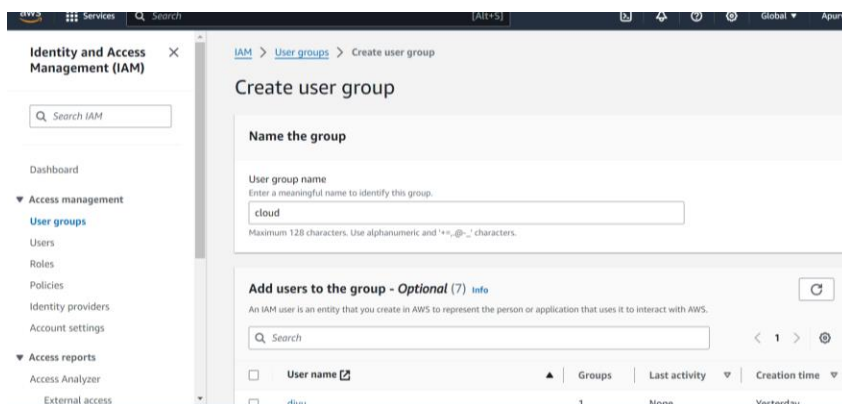 aws
Services
Search
[Alt+S]
Global
Identity and Access
Management (IAM)
Search IAM
Dashboard
Access management
User groups
Users
Roles
Policies
Identity providers
Account settings
Access reports
Access Analyzer
External access
IAM > User groups > Create user group
Create user group
Name the group
User group name
Enter a meaningful name to identify this group.
cloud
Maximum 128 characters. Use alphanumeric and '+=,.@-_' characters.
Add users to the group - Optional (7) Info
An IAM user is an entity that you create in AWS to represent the person or application that uses it to interact with AWS.
Search
1
User name
Groups
Last activity
Creation time
1
None
Yesterday